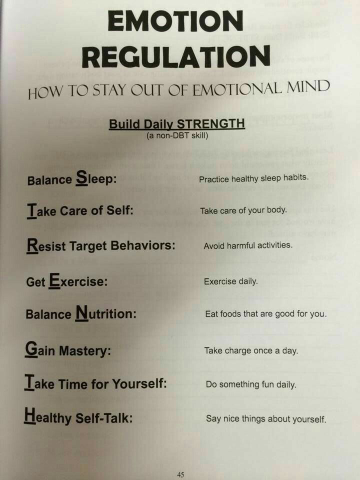 EMOTION
REGULATION
HOW TO STAY OUT OF EMOTIONAL MIND
Build Daily STRENGTH
(a non-DBT skill)
Balance Sleep: Practice healthy sleep habits.
Take Care of Self: Take care of your body.
Resist Target Behaviors: Avoid harmful activities.
Get Exercise: Exercise daily.
Balance Nutrition: Eat foods that are good for you.
Gain Mastery: Take charge once a day.
Take Time for Yourself: Do something fun daily.
Healthy Self-Talk: Say nice things about yourself.
45